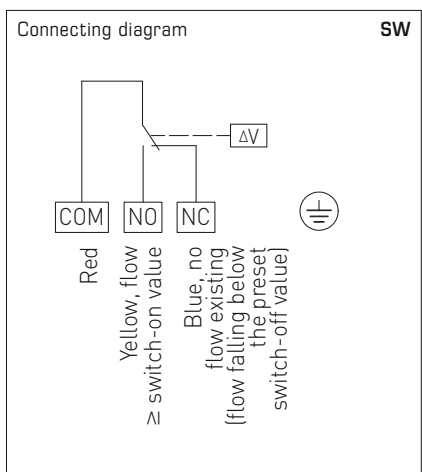 Connecting diagram
SW
ΔV
COM
NO
NC
Red
Yellow, flow
≥ switch-on value
Blue, no
flow existing
(flow falling below
the preset
switch-off value)